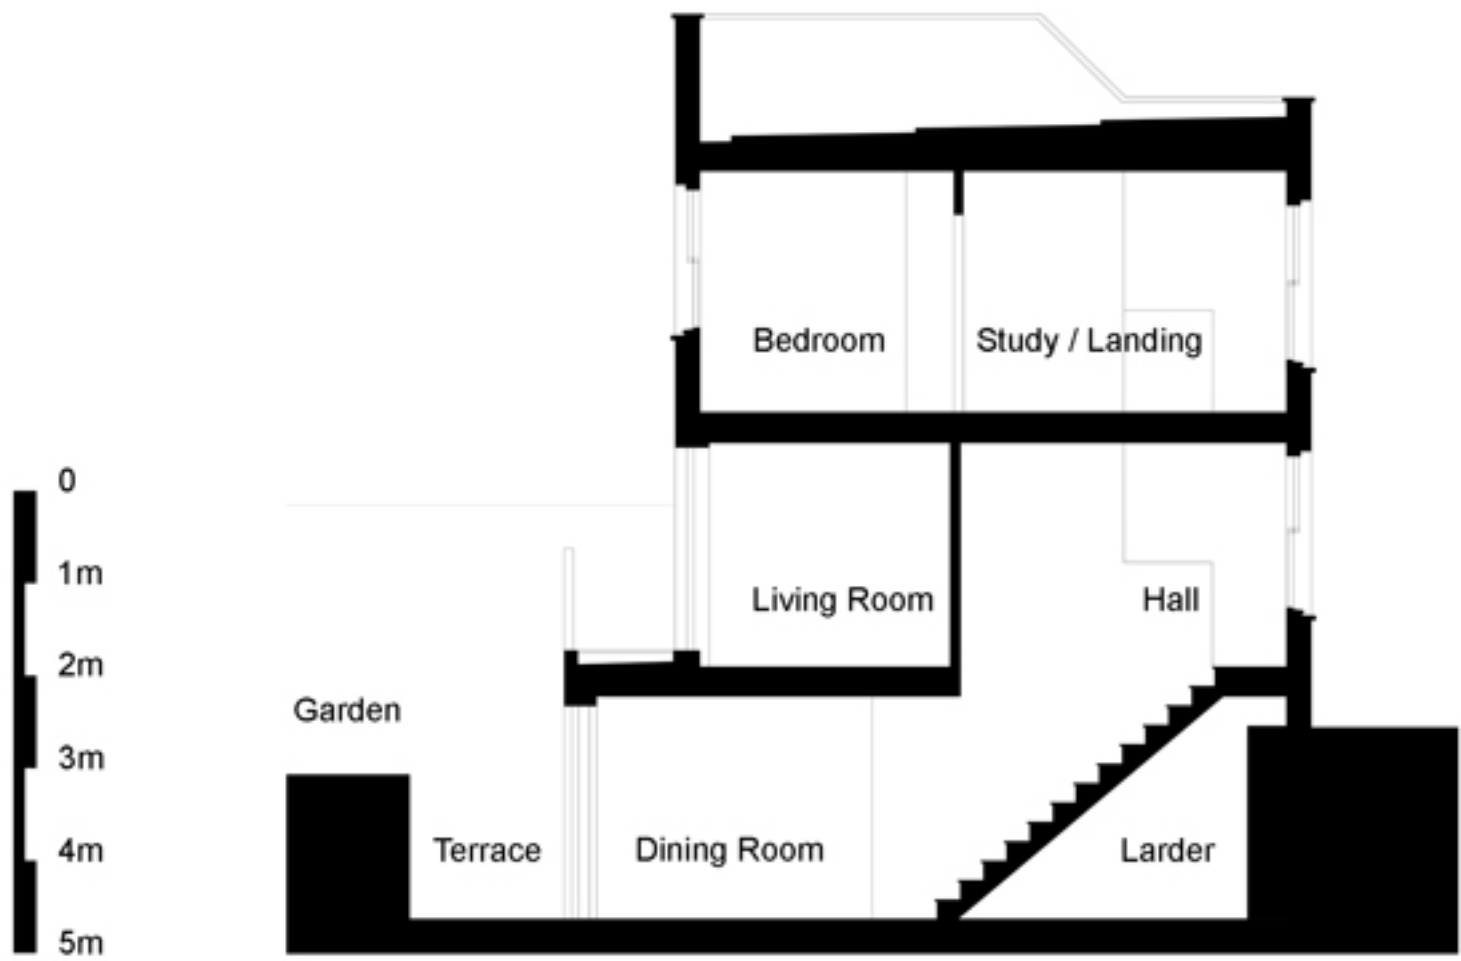 Bedroom
Study / Landing
0
1m
2m
3m
4m
5m
Living Room
Hall
Garden
Terrace
Dining Room
Larder